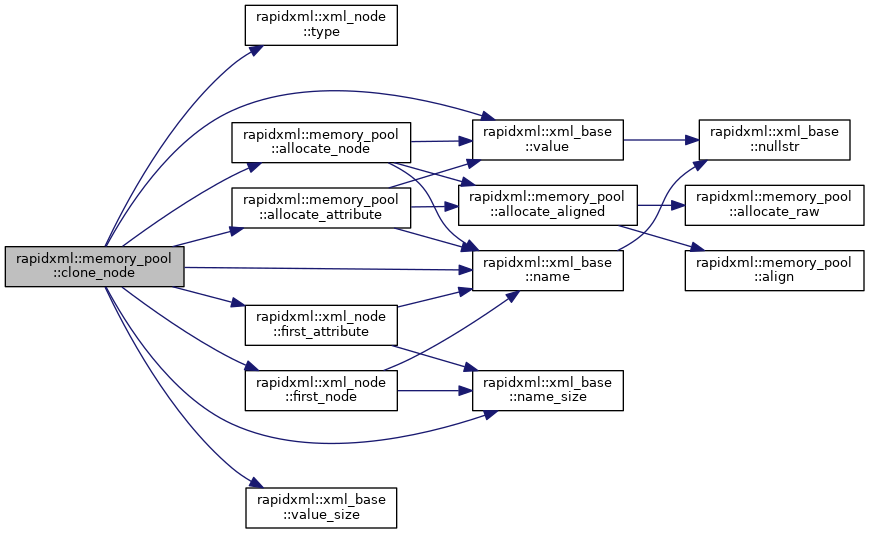 rapidxml::xml_node
::type
rapidxml::memory_pool
::allocate_node
rapidxml::xml_base
::value
rapidxml::xml_base
::nullstr
rapidxml::memory_pool
::allocate_attribute
rapidxml::memory_pool
::allocate_aligned
rapidxml::memory_pool
::allocate_raw
rapidxml::memory_pool
::clone_node
rapidxml::xml_base
::name
rapidxml::memory_pool
::align
rapidxml::xml_node
::first_attribute
rapidxml::xml_node
::first_node
rapidxml::xml_base
::name_size
rapidxml::xml_base
::value_size